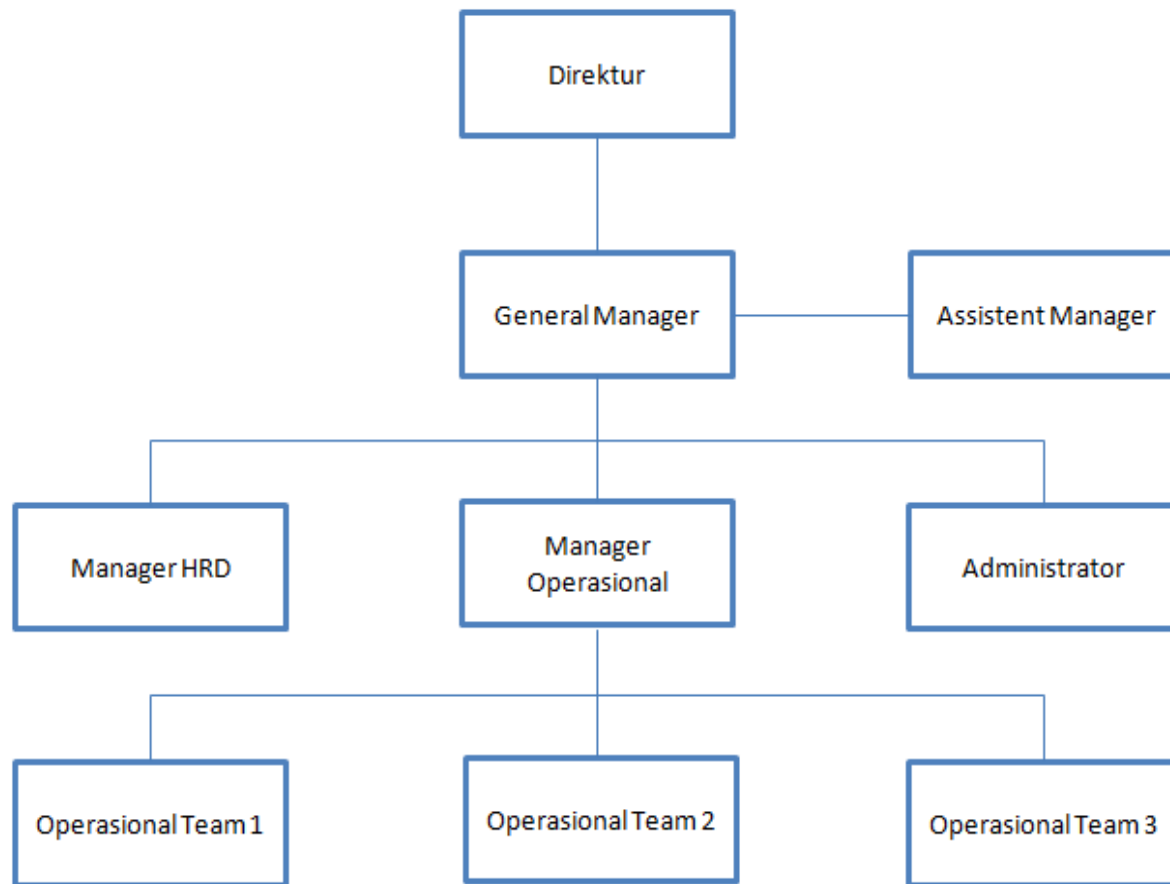 Direktur
General Manager
Assistent Manager
Manager HRD
Manager
Operasional
Administrator
Operasional Team 1
Operasional Team 2
Operasional Team 3